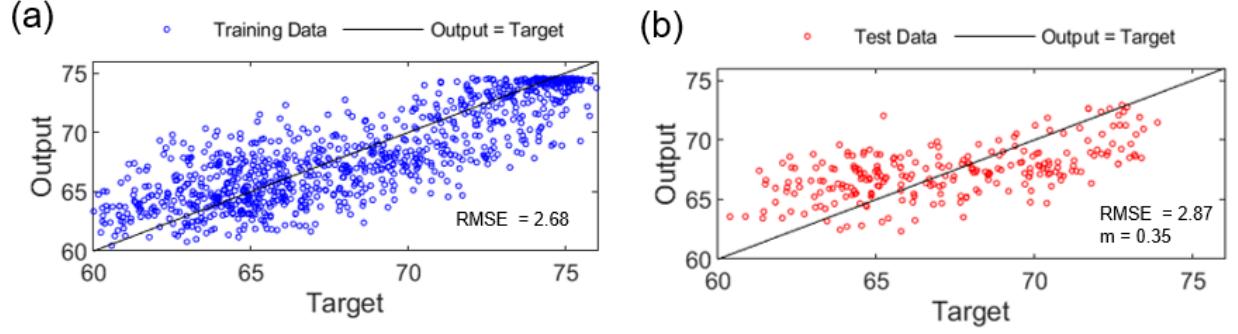 (a)
Training Data
Output = Target
75
70
65
60
Output
RMSE = 2.68
60
65
70
75
Target
(b)
Test Data
Output = Target
75
70
65
60
Output
RMSE = 2.87
m = 0.35
60
65
70
75
Target